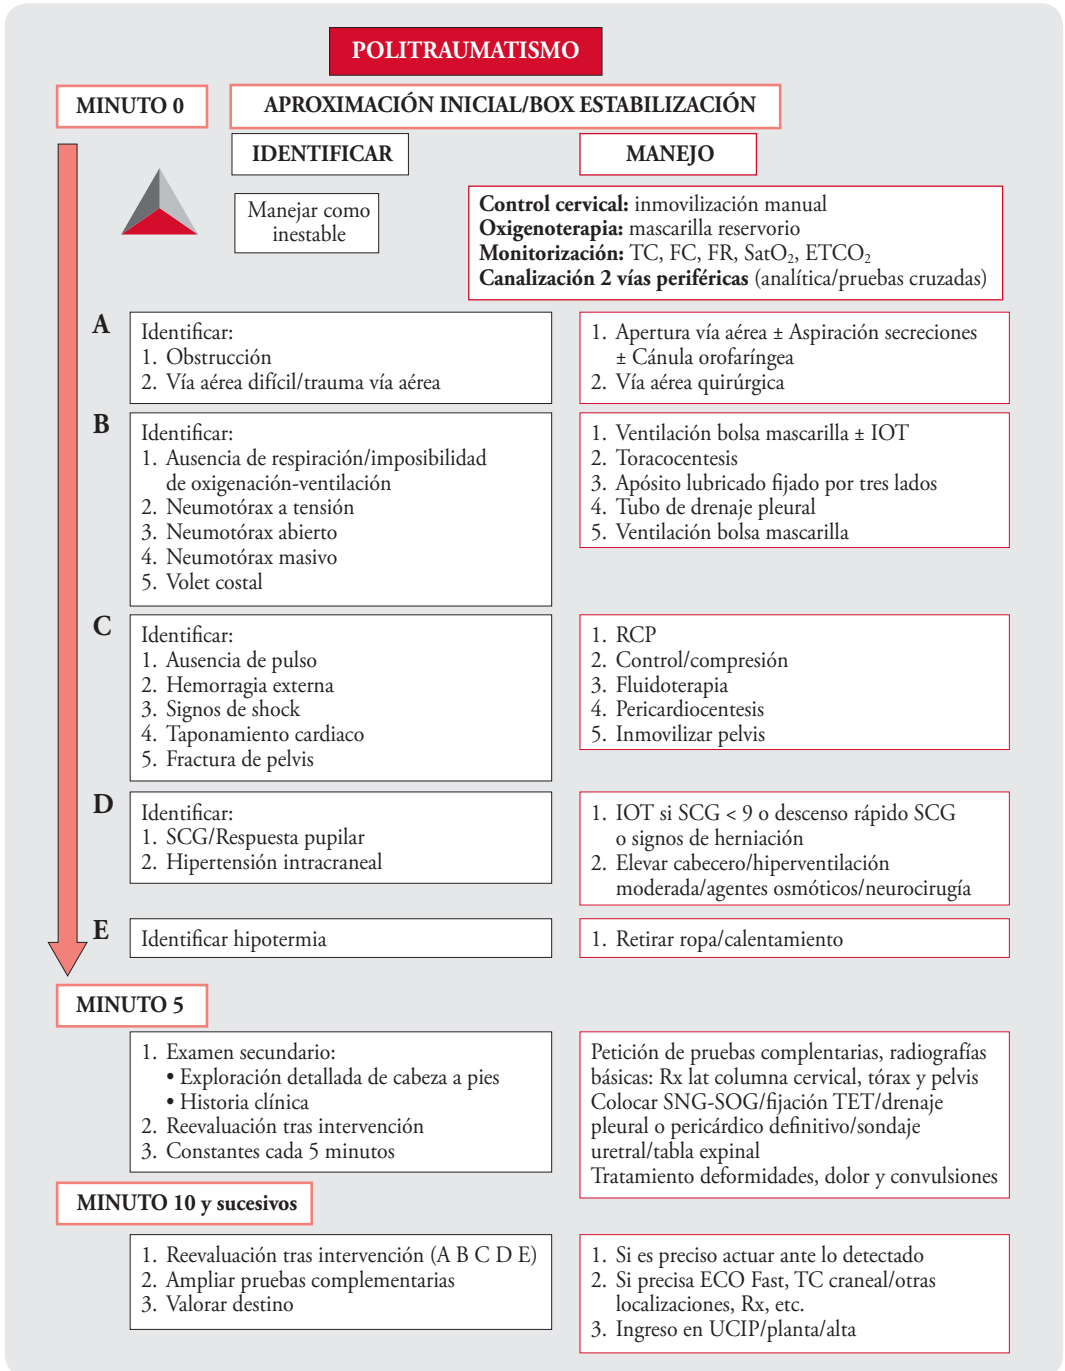 POLITRAUMATISMO
MINUTO 0
APROXIMACIÓN INICIAL/BOX ESTABILIZACIÓN
IDENTIFICAR
MANEJO
Manejar como
inestable
Control cervical: inmovilización manual
Oxigenoterapia: mascarilla reservorio
Monitorización: TC, FC, FR, SatO₂, ETCO₂
Canalización 2 vías periféricas (analítica/pruebas cruzadas)
A
Identificar:
1. Obstrucción
2. Vía aérea difícil/trauma vía aérea
1. Apertura vía aérea ± Aspiración secreciones
± Cánula orofaríngea
2. Vía aérea quirúrgica
B
Identificar:
1. Ausencia de respiración/imposibilidad
de oxigenación-ventilación
2. Neumotórax a tensión
3. Neumotórax abierto
4. Neumotórax masivo
5. Volet costal
1. Ventilación bolsa mascarilla ± IOT
2. Toracocentesis
3. Apósito lubricado fijado por tres lados
4. Tubo de drenaje pleural
5. Ventilación bolsa mascarilla
C
Identificar:
1. Ausencia de pulso
2. Hemorragia externa
3. Signos de shock
4. Taponamiento cardiaco
5. Fractura de pelvis
1. RCP
2. Control/compresión
3. Fluidoterapia
4. Pericardiocentesis
5. Inmovilizar pelvis
D
Identificar:
1. SCG/Respuesta pupilar
2. Hipertensión intracraneal
1. IOT si SCG < 9 o descenso rápido SCG
o signos de herniación
2. Elevar cabecero/hiperventilación
moderada/agentes osmóticos/neurocirugía
E
Identificar hipotermia
1. Retirar ropa/calentamiento
MINUTO 5
1. Examen secundario:
• Exploración detallada de cabeza a pies
• Historia clínica
2. Reevaluación tras intervención
3. Constantes cada 5 minutos
Petición de pruebas complentarias, radiografías
básicas: Rx lat columna cervical, tórax y pelvis
Colocar SNG-SOG/fijación TET/drenaje
pleural o pericárdico definitivo/sondaje
uretral/tabla expinal
Tratamiento deformidades, dolor y convulsiones
MINUTO 10 y sucesivos
1. Reevaluación tras intervención (A B C D E)
2. Ampliar pruebas complementarias
3. Valorar destino
1. Si es preciso actuar ante lo detectado
2. Si precisa ECO Fast, TC craneal/otras
localizaciones, Rx, etc.
3. Ingreso en UCIP/planta/alta